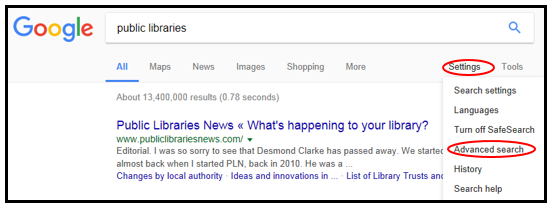 Google
public libraries
All Maps News Images Shopping More Settings Tools
About 13,400,000 results (0.78 seconds)
Public Libraries News « What's happening to your library?
www.publiclibrariesnews.com/
Editorial. I was so sorry to see that Desmond Clarke has passed away. We started
almost back when I started PLN, back in 2010. He was a ...
Changes by local authority · Ideas and innovations in ... · List of Library Trusts and
Search settings
Languages
Turn off SafeSearch
Advanced search
History
Search help